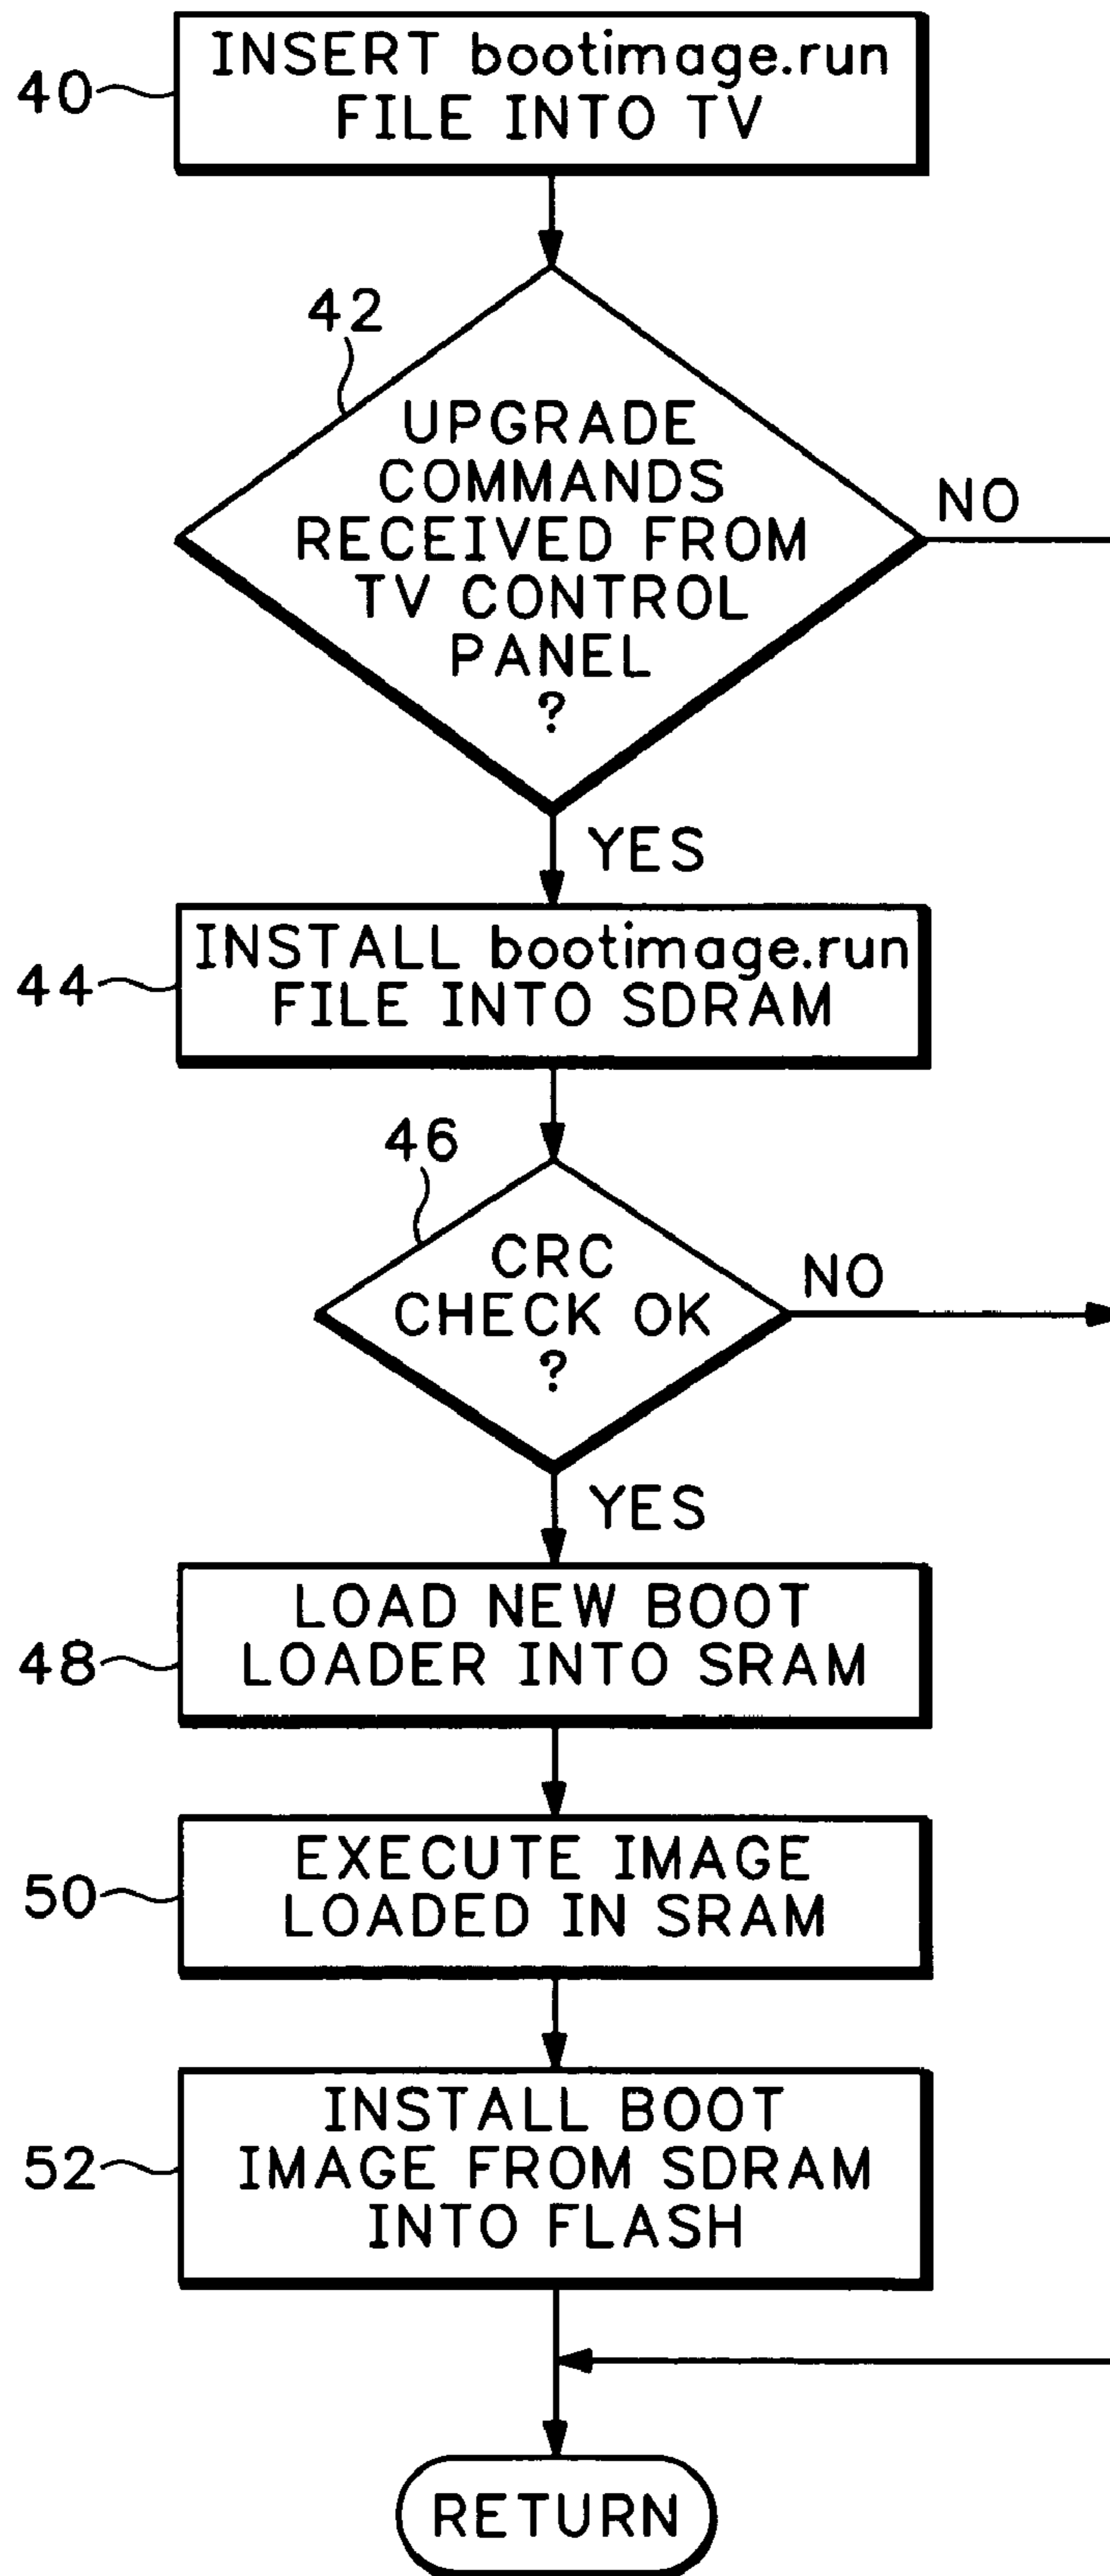 40
INSERT bootimage.run
FILE INTO TV
42
UPGRADE
COMMANDS
RECEIVED FROM
TV CONTROL
PANEL
?
NO
YES
44
INSTALL bootimage.run
FILE INTO SDRAM
46
CRC
CHECK OK
?
NO
YES
48
LOAD NEW BOOT
LOADER INTO SRAM
50
EXECUTE IMAGE
LOADED IN SRAM
52
INSTALL BOOT
IMAGE FROM SDRAM
INTO FLASH
RETURN